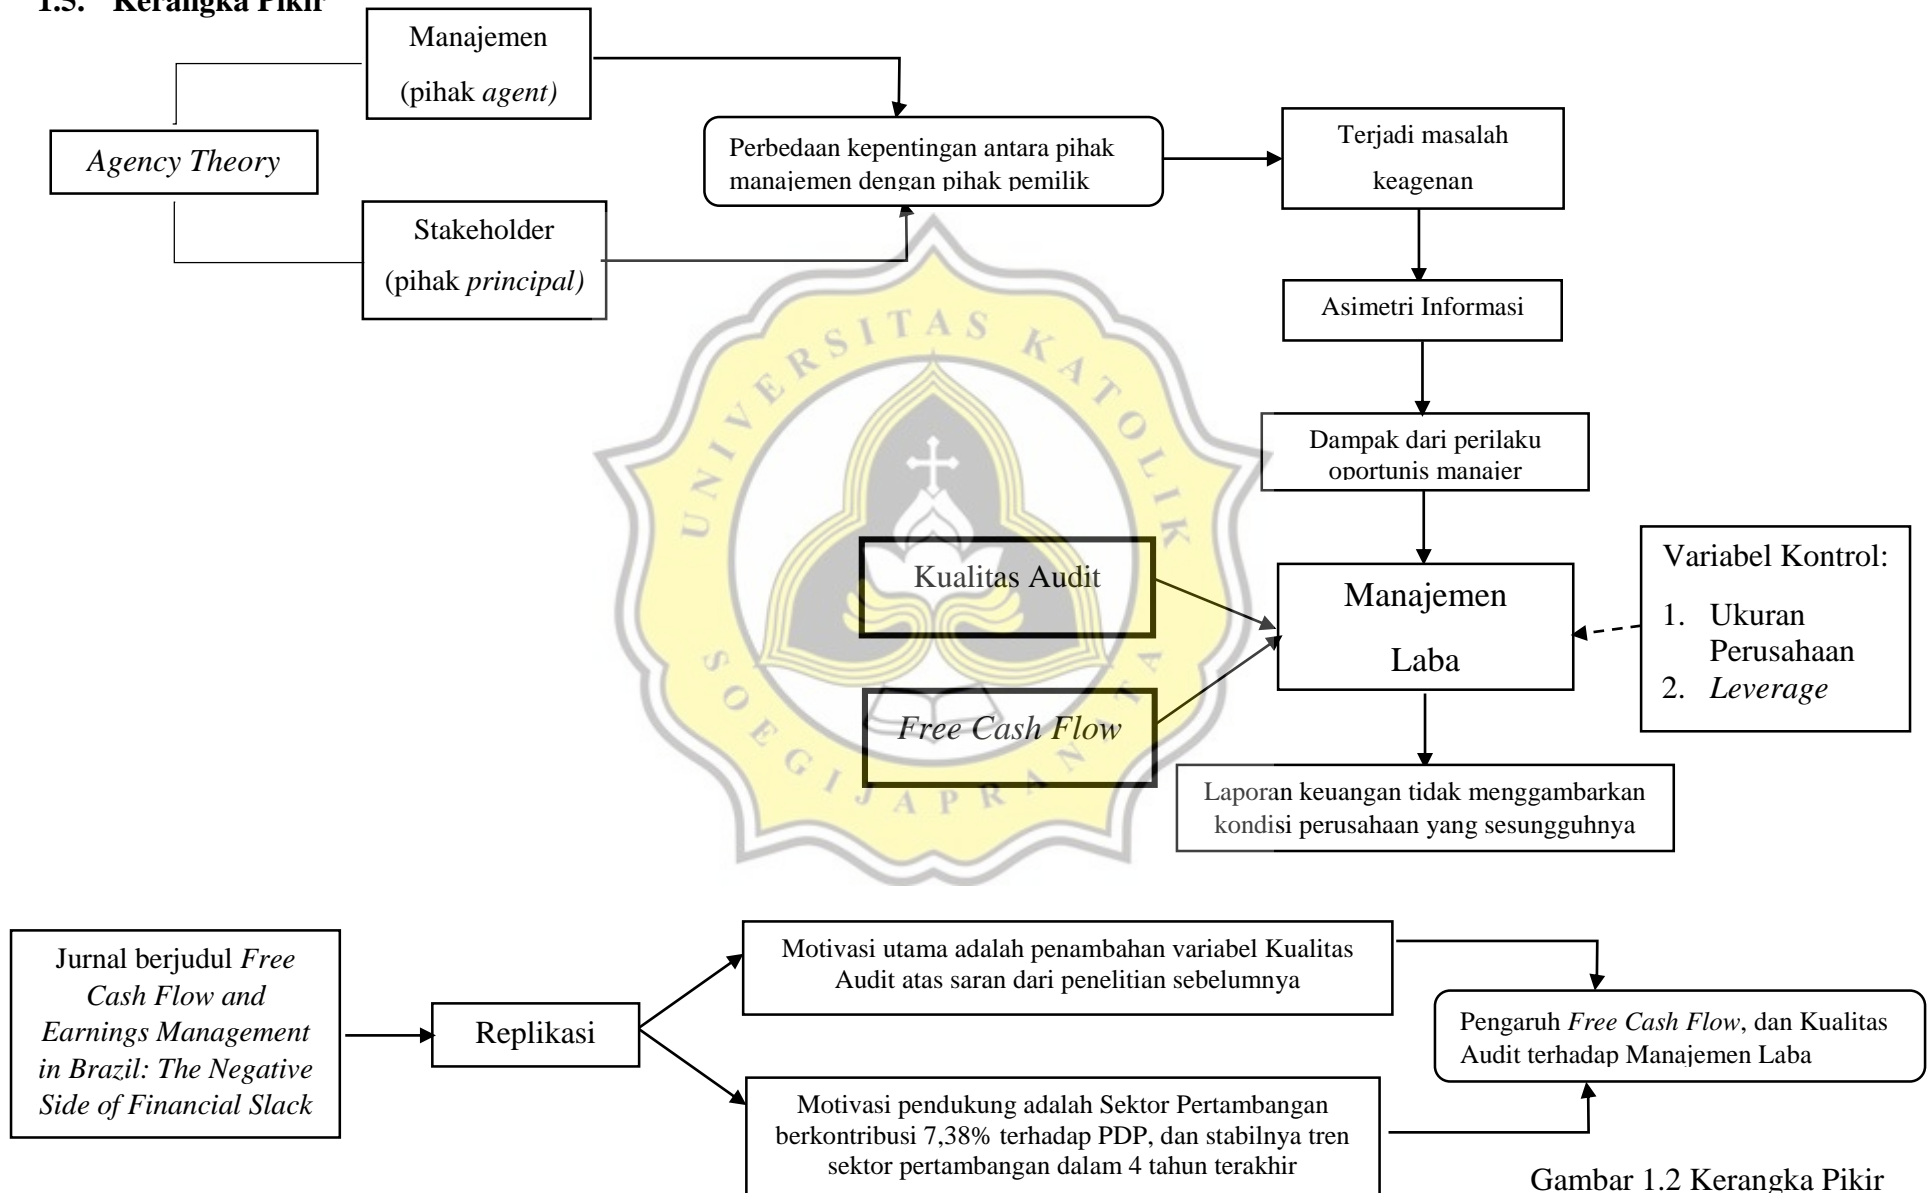 1.5. Kerangka Pikir
Manajemen
(pihak agent)
Agency Theory
Stakeholder
(pihak principal)
Perbedaan kepentingan antara pihak
manajemen dengan pihak pemilik
Terjadi masalah
keagenan
Asimetri Informasi
Dampak dari perilaku
oportunis manajer
Kualitas Audit
Free Cash Flow
Manajemen
Laba
Variabel Kontrol:
1. Ukuran
Perusahaan
2. Leverage
Laporan keuangan tidak menggambarkan
kondisi perusahaan yang sesungguhnya
UNIVERSITAS KATOLIK
SOEGIJAPRANATA
Jurnal berjudul Free
Cash Flow and
Earnings Management
in Brazil: The Negative
Side of Financial Slack
Replikasi
Motivasi utama adalah penambahan variabel Kualitas
Audit atas saran dari penelitian sebelumnya
Motivasi pendukung adalah Sektor Pertambangan
berkontribusi 7,38% terhadap PDP, dan stabilnya tren
sektor pertambangan dalam 4 tahun terakhir
Pengaruh Free Cash Flow, dan Kualitas
Audit terhadap Manajemen Laba
Gambar 1.2 Kerangka Pikir